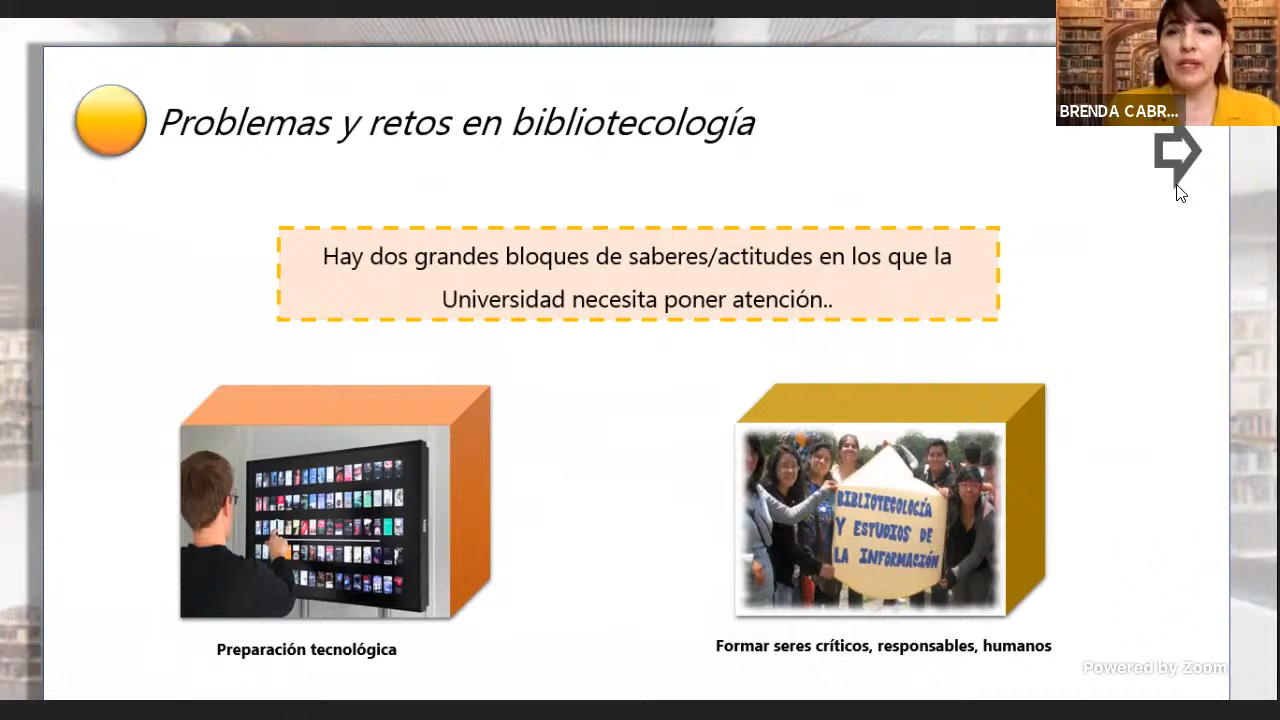 BRENDA CABR...
Problemas y retos en bibliotecología
Hay dos grandes bloques de saberes/actitudes en los que la
Universidad necesita poner atención..
BIBLIOTECOLOGÍA
Y ESTUDIOS DE
LA INFORMACIÓN
Preparación tecnológica
Formar seres críticos, responsables, humanos
Powered by Zoom